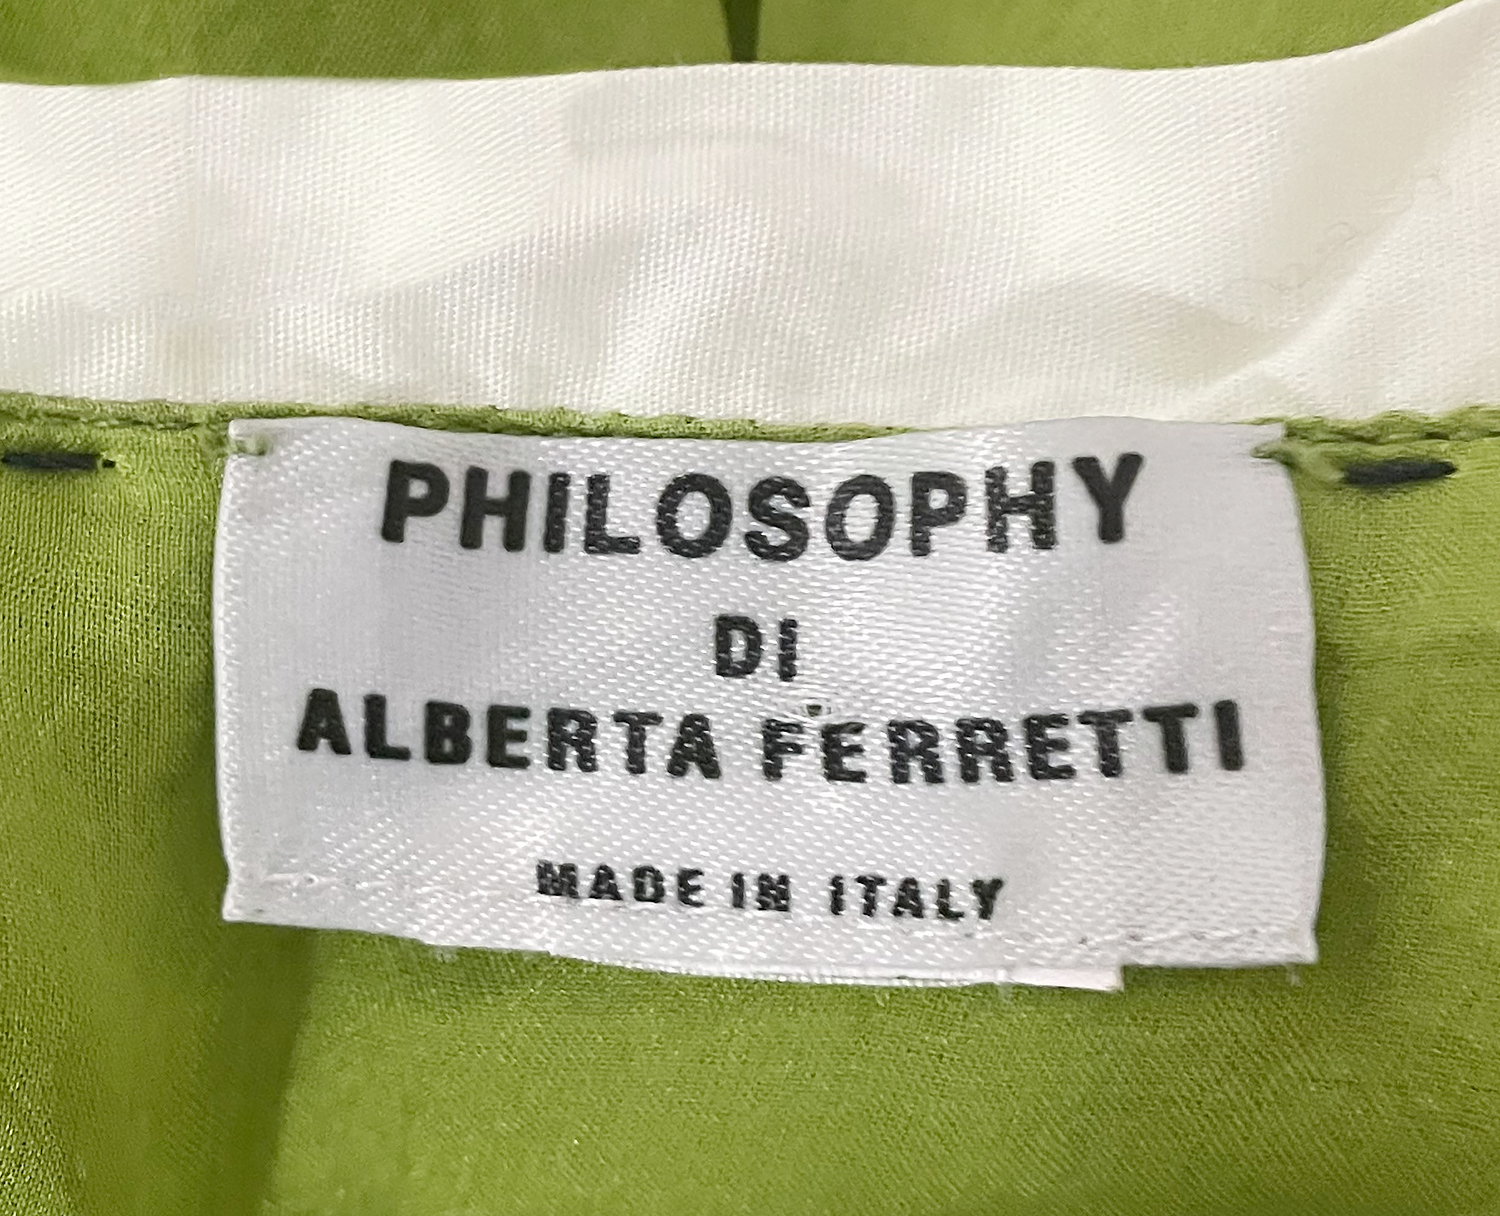 PHILOSOPHY
DI
ALBERTA FERRETTI
MADE IN ITALY